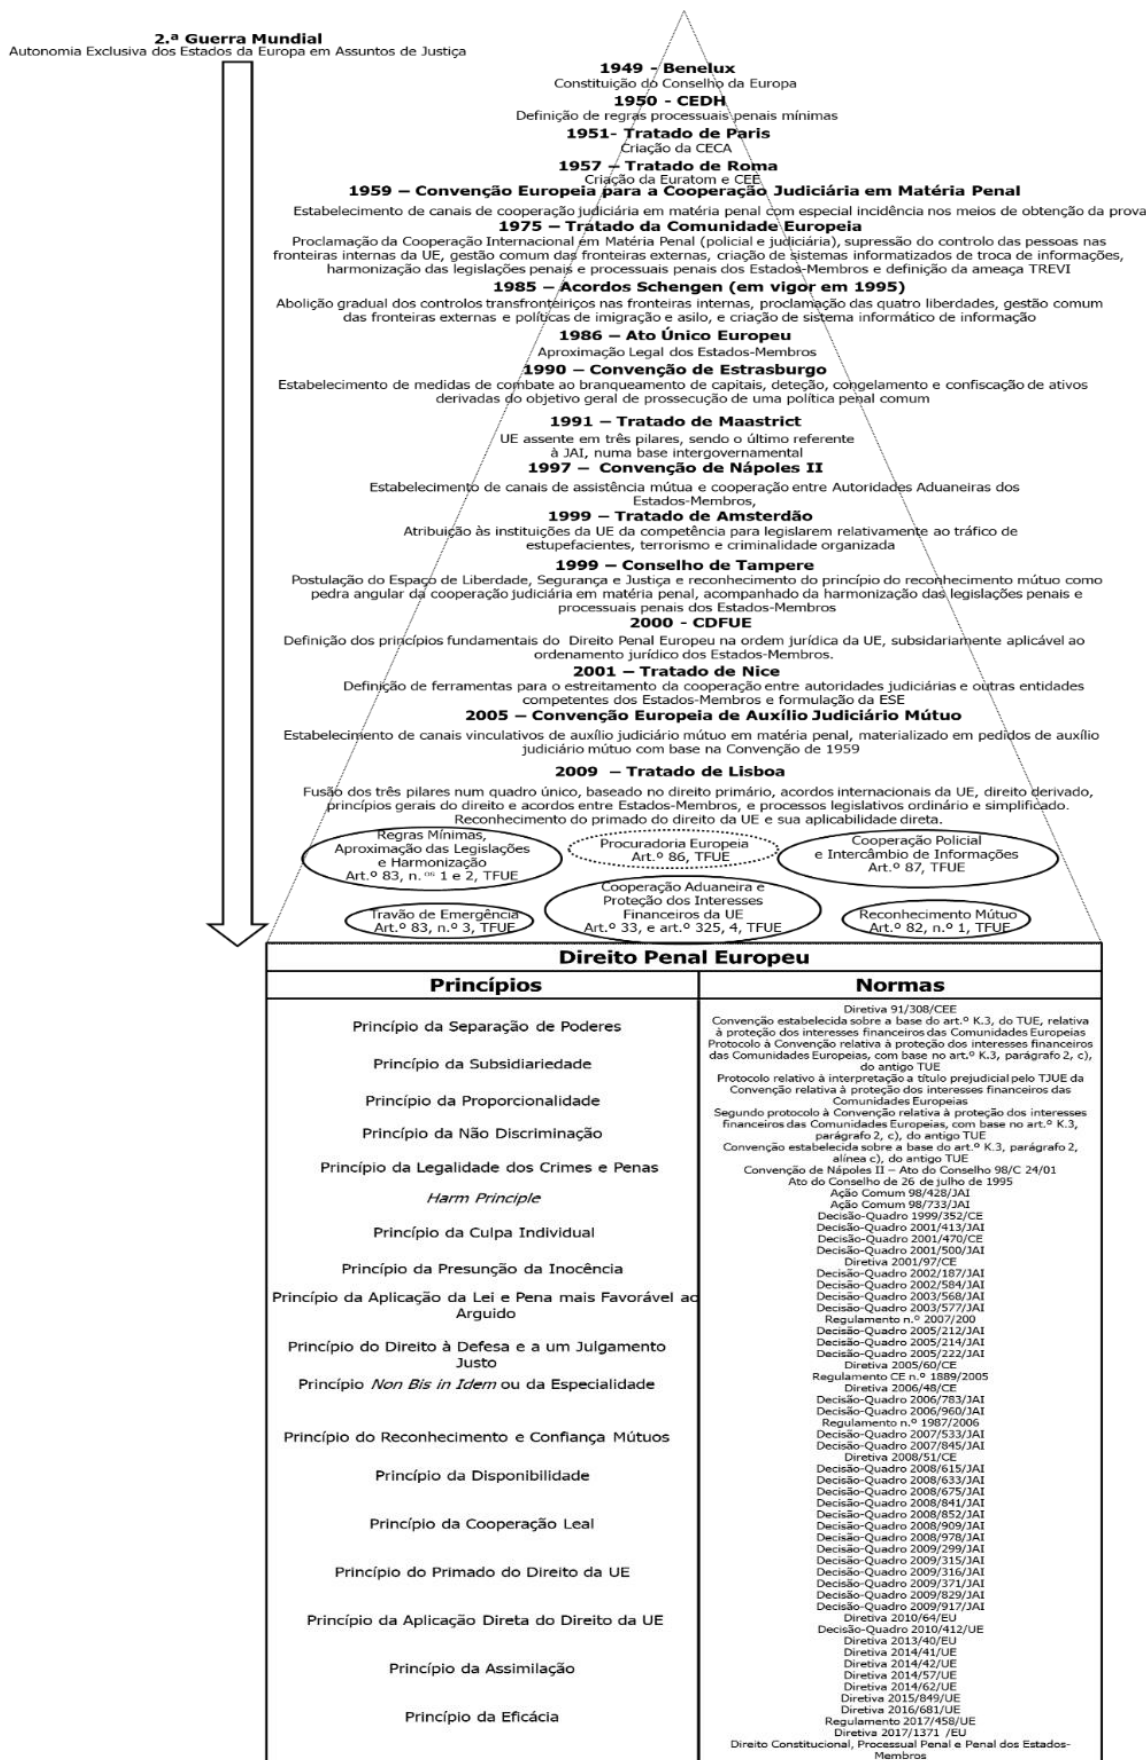 2.ª Guerra Mundial
Autonomia Exclusiva dos Estados da Europa em Assuntos de Justiça
1949 - Benelux
Constituição do Conselho da Europa
1950 - CEDH
Definição de regras processuais penais mínimas
1951- Tratado de Paris
Criação da CECA
1957 – Tratado de Roma
Criação da Euratom e CEE
1959 – Convenção Europeia para a Cooperação Judiciária em Matéria Penal
Estabelecimento de canais de cooperação judiciária em matéria penal com especial incidência nos meios de obtenção da prova
1975 – Tratado da Comunidade Europeia
Proclamação da Cooperação Internacional em Matéria Penal (policial e judiciária), supressão do controlo das pessoas nas
fronteiras internas da UE, gestão comum das fronteiras externas, criação de sistemas informatizados de troca de informações,
harmonização das legislações penais e processuais penais dos Estados-Membros e definição da ameaça TREVI
1985 – Acordos Schengen (em vigor em 1995)
Abolição gradual dos controlos transfronteiriços nas fronteiras internas, proclamação das quatro liberdades, gestão comum
das fronteiras externas e políticas de imigração e asilo, e criação de sistema informático de informação
1986 – Ato Único Europeu
Aproximação Legal dos Estados-Membros
1990 – Convenção de Estrasburgo
Estabelecimento de medidas de combate ao branqueamento de capitais, deteção, congelamento e confiscação de ativos
derivadas do objetivo geral de prossecução de uma política penal comum
1991 – Tratado de Maastrict
UE assente em três pilares, sendo o último referente
à JAI, numa base intergovernamental
1997 – Convenção de Nápoles II
Estabelecimento de canais de assistência mútua e cooperação entre Autoridades Aduaneiras dos
Estados-Membros,
1999 – Tratado de Amsterdão
Atribuição às instituições da UE da competência para legislarem relativamente ao tráfico de
estupefacientes, terrorismo e criminalidade organizada
1999 – Conselho de Tampere
Postulação do Espaço de Liberdade, Segurança e Justiça e reconhecimento do princípio do reconhecimento mútuo como
pedra angular da cooperação judiciária em matéria penal, acompanhado da harmonização das legislações penais e
processuais penais dos Estados-Membros
2000 - CDFUE
Definição dos princípios fundamentais do Direito Penal Europeu na ordem jurídica da UE, subsidariamente aplicável ao
ordenamento jurídico dos Estados-Membros.
2001 – Tratado de Nice
Definição de ferramentas para o estreitamento da cooperação entre autoridades judiciárias e outras entidades
competentes dos Estados-Membros e formulação da ESE
2005 – Convenção Europeia de Auxílio Judiciário Mútuo
Estabelecimento de canais vinculativos de auxílio judiciário mútuo em matéria penal, materializado em pedidos de auxílio
judiciário mútuo com base na Convenção de 1959
2009 – Tratado de Lisboa
Fusão dos três pilares num quadro único, baseado no direito primário, acordos internacionais da UE, direito derivado,
princípios gerais do direito e acordos entre Estados-Membros, e processos legislativos ordinário e simplificado.
Reconhecimento do primado do direito da UE e sua aplicabilidade direta.
Regras Mínimas,
Aproximação das Legislações
e Harmonização
Art.º 83, n.ºs 1 e 2, TFUE
Procuradoria Europeia
Art.º 86, TFUE
Cooperação Policial
e Intercâmbio de Informações
Art.º 87, TFUE
Travão de Emergência
Art.º 83, n.º 3, TFUE
Cooperação Aduaneira e
Proteção dos Interesses
Financeiros da UE
Art.º 33, e art.º 325, 4, TFUE
Reconhecimento Mútuo
Art.º 82, n.º 1, TFUE
Direito Penal Europeu
Princípios
Princípio da Separação de Poderes
Princípio da Subsidiariedade
Princípio da Proporcionalidade
Princípio da Não Discriminação
Princípio da Legalidade dos Crimes e Penas
Harm Principle
Princípio da Culpa Individual
Princípio da Presunção da Inocência
Princípio da Aplicação da Lei e Pena mais Favorável ao
Arguido
Princípio do Direito à Defesa e a um Julgamento
Justo
Princípio Non Bis in Idem ou da Especialidade
Princípio do Reconhecimento e Confiança Mútuos
Princípio da Disponibilidade
Princípio da Cooperação Leal
Princípio do Primado do Direito da UE
Princípio da Aplicação Direta do Direito da UE
Princípio da Assimilação
Princípio da Eficácia
Normas
Diretiva 91/308/CEE
Convenção estabelecida sobre a base do art.º K.3, do TUE, relativa
à proteção dos interesses financeiros das Comunidades Europeias
Protocolo à Convenção relativa à proteção dos interesses financeiros
das Comunidades Europeias, com base no art.º K.3, parágrafo 2, c),
do antigo TUE
Protocolo relativo à interpretação a título prejudicial pelo TJUE da
Convenção relativa à proteção dos interesses financeiros das
Comunidades Europeias
Segundo protocolo à Convenção relativa à proteção dos interesses
financeiros das Comunidades Europeias, com base no art.º K.3,
parágrafo 2, c), do antigo TUE
Convenção estabelecida sobre a base do art.º K.3, parágrafo 2,
alínea c), do antigo TUE
Convenção de Nápoles II – Ato do Conselho 98/C 24/01
Ato do Conselho de 26 de julho de 1995
Ação Comum 98/428/JAI
Ação Comum 98/733/JAI
Decisão-Quadro 1999/352/CE
Decisão-Quadro 2001/413/JAI
Decisão-Quadro 2001/470/CE
Decisão-Quadro 2001/500/JAI
Diretiva 2001/97/CE
Decisão-Quadro 2002/187/JAI
Decisão-Quadro 2002/584/JAI
Decisão-Quadro 2003/568/JAI
Decisão-Quadro 2003/577/JAI
Regulamento n.º 2007/200
Decisão-Quadro 2005/212/JAI
Decisão-Quadro 2005/214/JAI
Decisão-Quadro 2005/222/JAI
Diretiva 2005/60/CE
Regulamento CE n.º 1889/2005
Diretiva 2006/48/CE
Decisão-Quadro 2006/783/JAI
Decisão-Quadro 2006/960/JAI
Regulamento n.º 1987/2006
Decisão-Quadro 2007/533/JAI
Decisão-Quadro 2007/845/JAI
Diretiva 2008/51/CE
Decisão-Quadro 2008/615/JAI
Decisão-Quadro 2008/633/JAI
Decisão-Quadro 2008/675/JAI
Decisão-Quadro 2008/841/JAI
Decisão-Quadro 2008/852/JAI
Decisão-Quadro 2008/909/JAI
Decisão-Quadro 2008/978/JAI
Decisão-Quadro 2009/299/JAI
Decisão-Quadro 2009/315/JAI
Decisão-Quadro 2009/316/JAI
Decisão-Quadro 2009/371/JAI
Decisão-Quadro 2009/829/JAI
Decisão-Quadro 2009/917/JAI
Diretiva 2010/64/EU
Decisão-Quadro 2010/412/UE
Diretiva 2013/40/EU
Diretiva 2014/41/UE
Diretiva 2014/42/UE
Diretiva 2014/57/UE
Diretiva 2014/62/UE
Diretiva 2015/849/UE
Diretiva 2016/681/UE
Regulamento 2017/458/UE
Diretiva 2017/1371 /EU
Direito Constitucional, Processual Penal e Penal dos Estados-
Membros